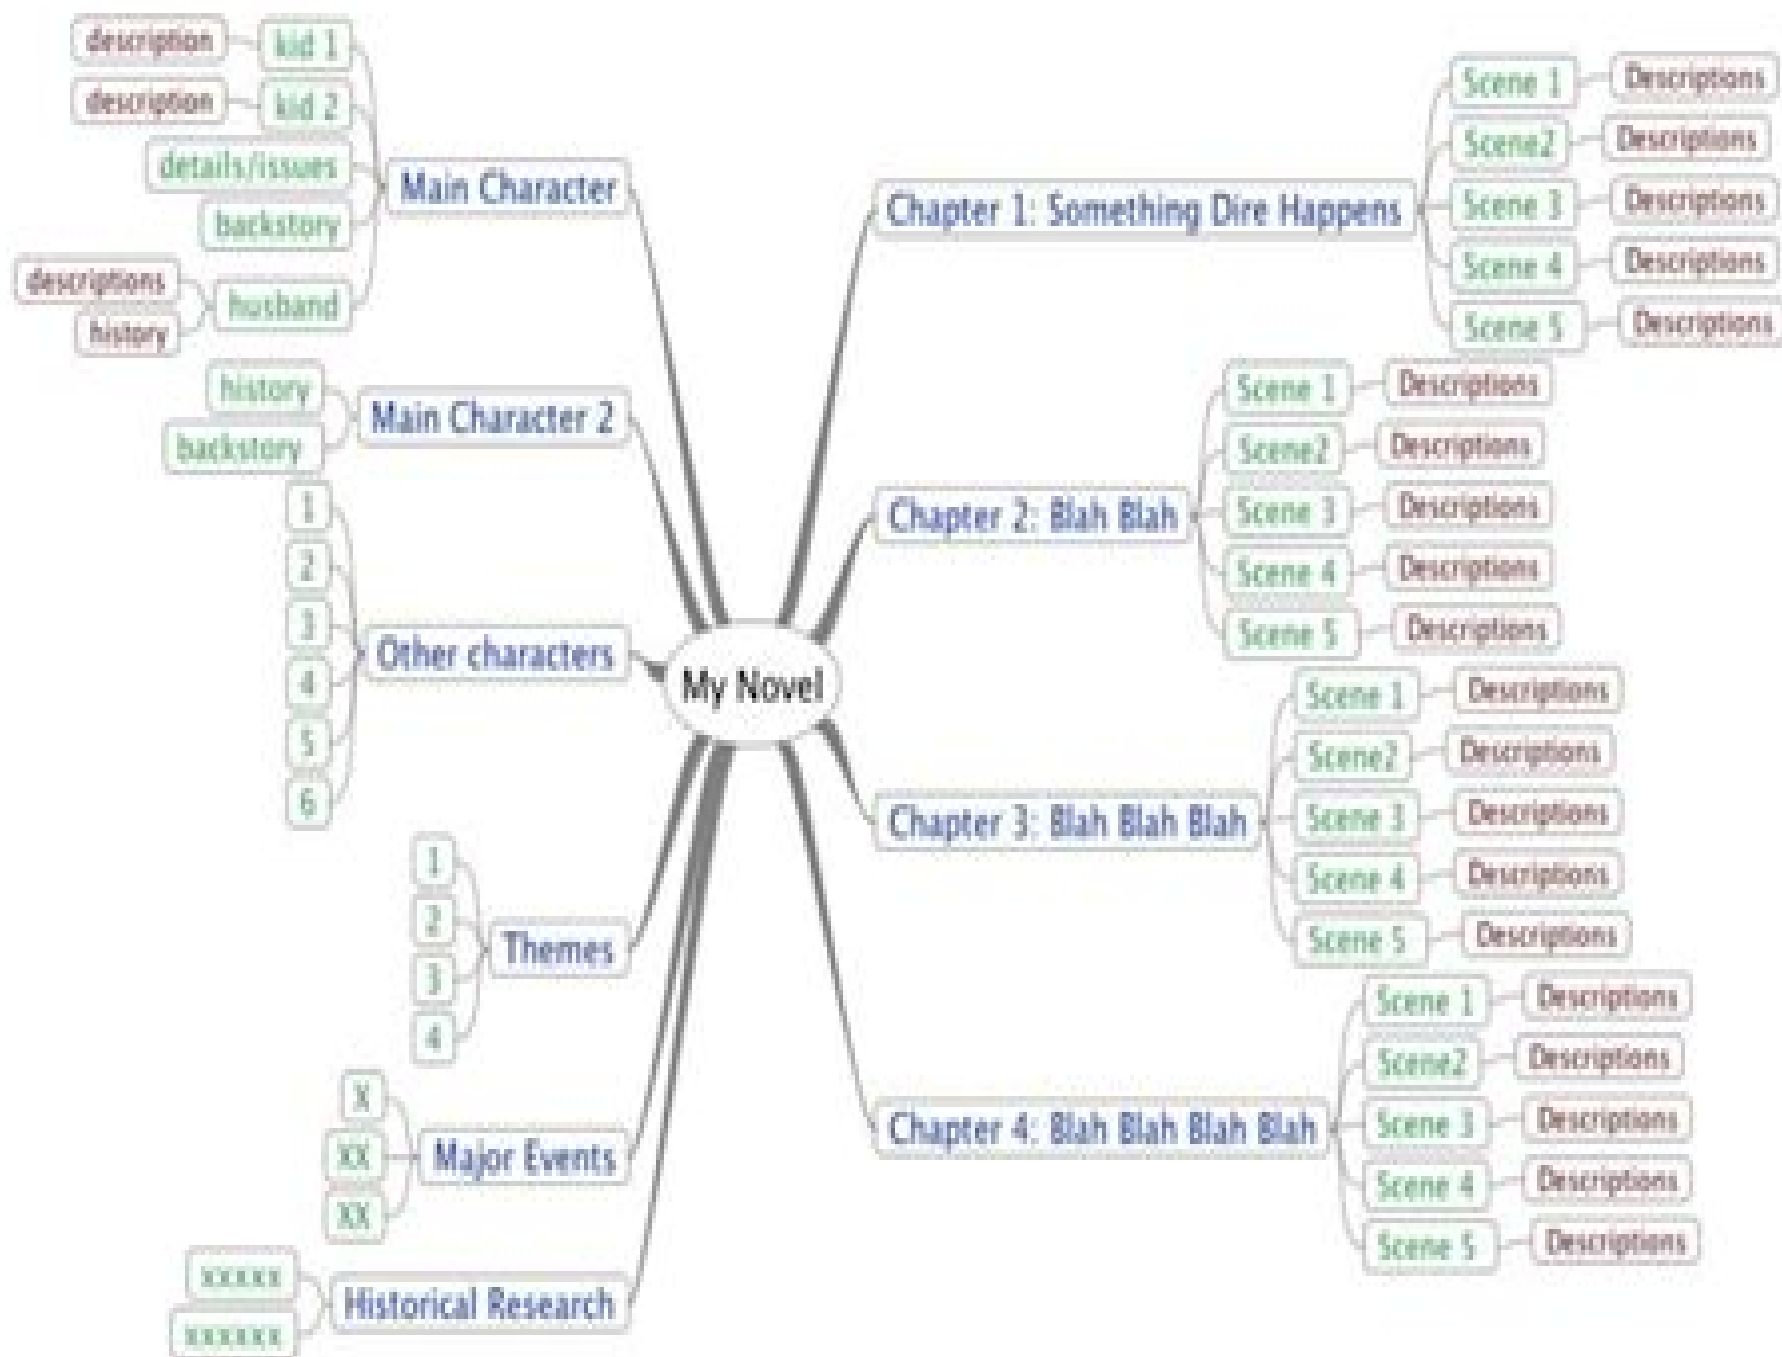 My Novel
Main Character
kid 1
description
kid 2
description
details/issues
backstory
husband
descriptions
history
Main Character 2
history
backstory
Other characters
1
2
3
4
5
6
Themes
1
2
3
4
Major Events
X
XX
XX
Historical Research
xxxxx
xxxxxx
Chapter 1: Something Dire Happens
Scene 1
Descriptions
Scene2
Descriptions
Scene 3
Descriptions
Scene 4
Descriptions
Scene 5
Descriptions
Chapter 2: Blah Blah
Scene 1
Descriptions
Scene2
Descriptions
Scene 3
Descriptions
Scene 4
Descriptions
Scene 5
Descriptions
Chapter 3: Blah Blah Blah
Scene 1
Descriptions
Scene2
Descriptions
Scene 3
Descriptions
Scene 4
Descriptions
Scene 5
Descriptions
Chapter 4: Blah Blah Blah Blah
Scene 1
Descriptions
Scene2
Descriptions
Scene 3
Descriptions
Scene 4
Descriptions
Scene 5
Descriptions